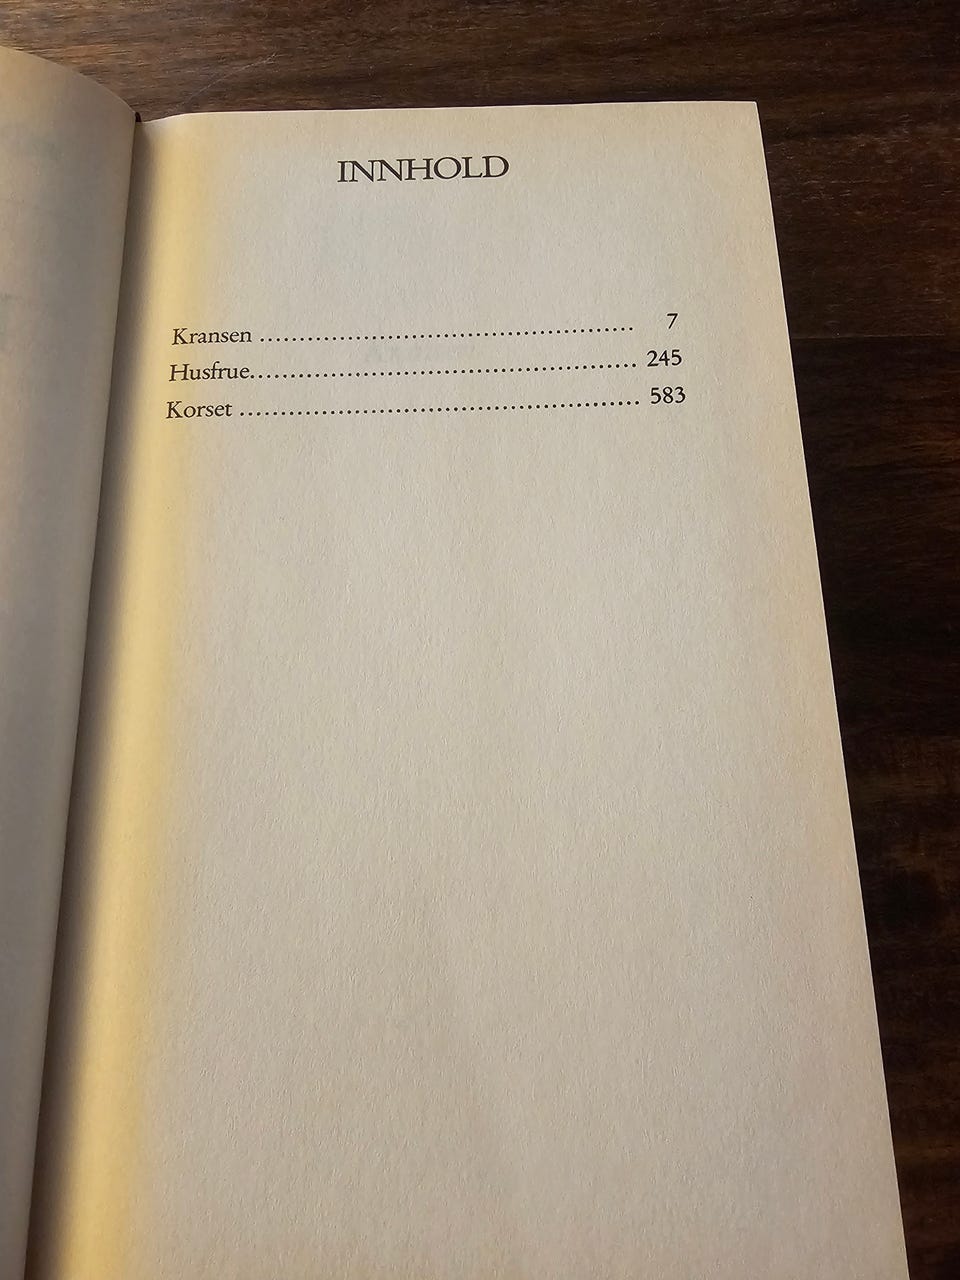 INNHOLD
Kransen ............................................... 7
Husfrue................................................ 245
Korset ................................................. 583